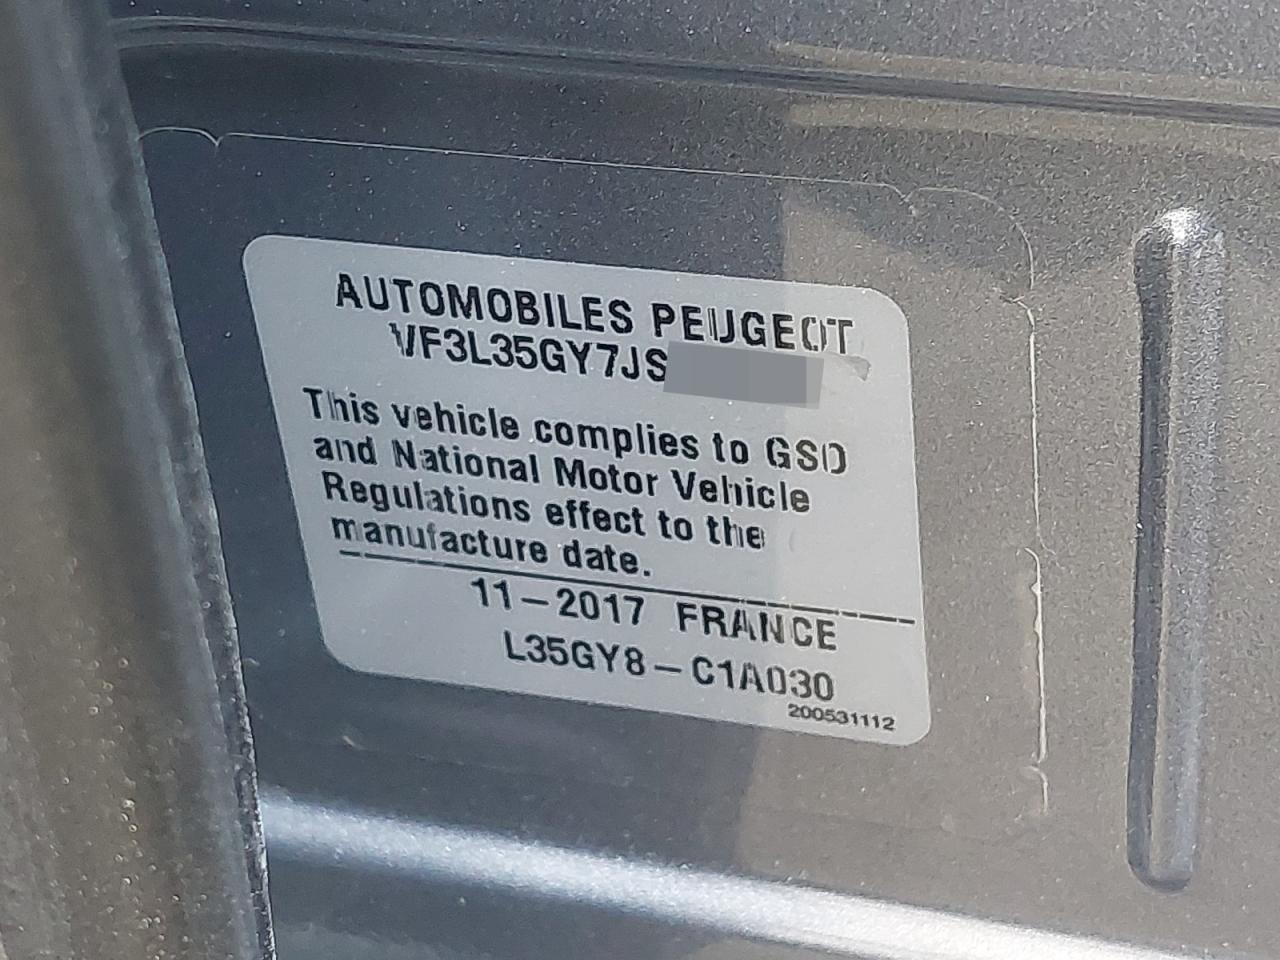 AUTOMOBILES PEUGEOT
VF3L35GY7JS
This vehicle complies to GSO
and National Motor Vehicle
Regulations effect to the
manufacture date.
11-2017 FRANCE
L35GY8-C1A030
200531112